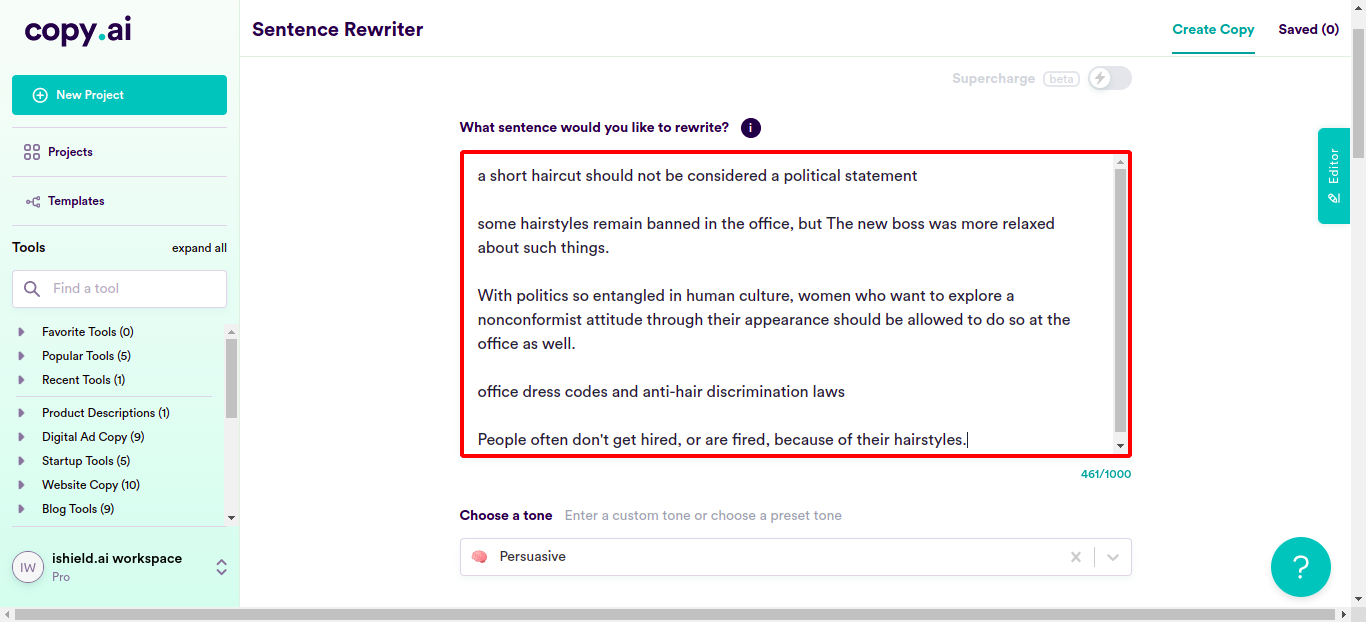 copy.ai
Sentence Rewriter
Create Copy
Saved (0)
New Project
Projects
Templates
Tools
expand all
Find a tool
Favorite Tools (0)
Popular Tools (5)
Recent Tools (1)
Product Descriptions (1)
Digital Ad Copy (9)
Startup Tools (5)
Website Copy (10)
Blog Tools (9)
IW
ishield.ai workspace
Pro
Supercharge beta
What sentence would you like to rewrite? i
a short haircut should not be considered a political statement
some hairstyles remain banned in the office, but The new boss was more relaxed
about such things.
With politics so entangled in human culture, women who want to explore a
nonconformist attitude through their appearance should be allowed to do so at the
office as well.
office dress codes and anti-hair discrimination laws
People often don't get hired, or are fired, because of their hairstyles.
461/1000
Choose a tone Enter a custom tone or choose a preset tone
Persuasive
Editor
?